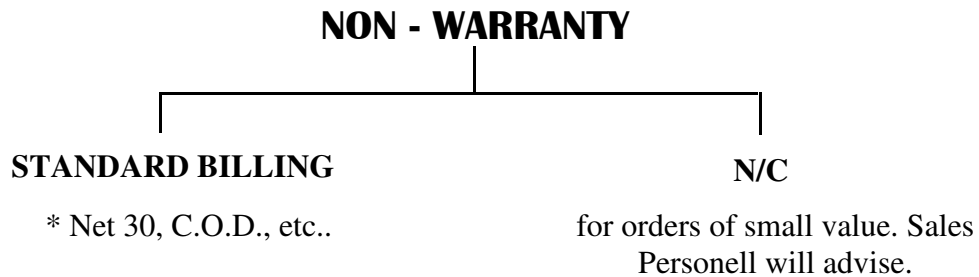 NON - WARRANTY
STANDARD BILLING
* Net 30, C.O.D., etc..
N/C
for orders of small value. Sales
Personell will advise.